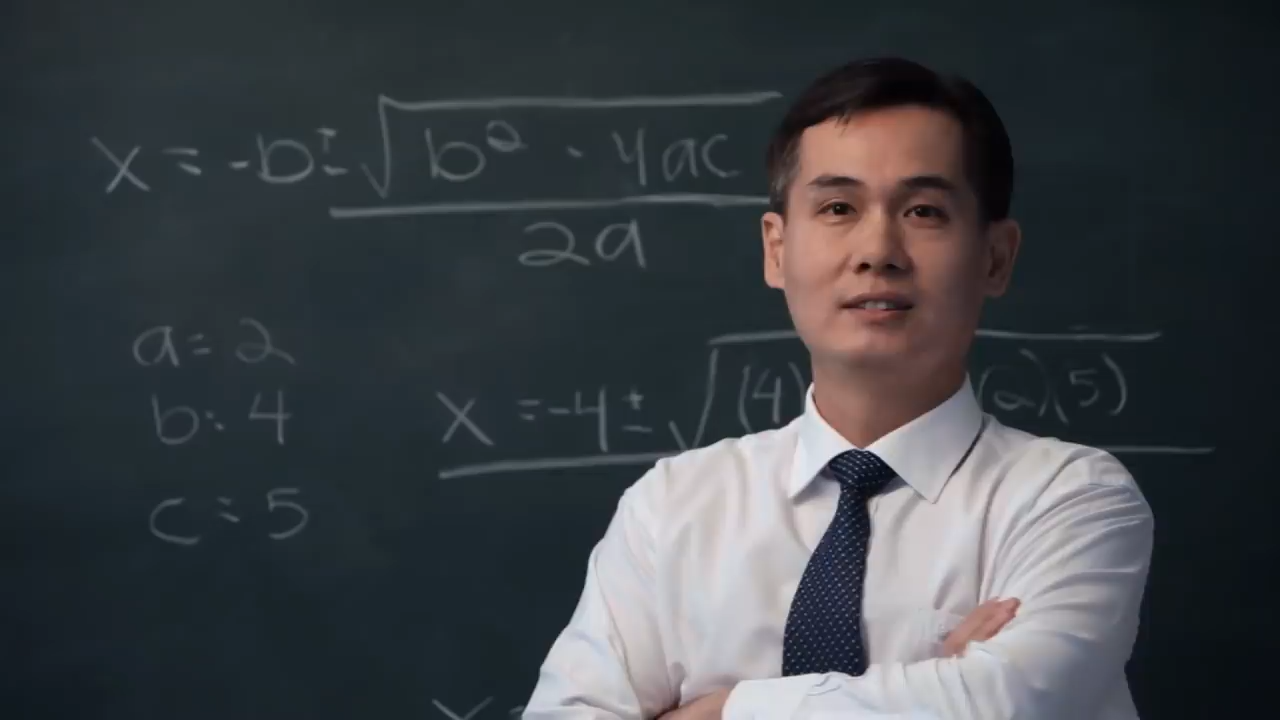 x = -b ± √b² - 4ac
2a
a = 2
b: 4
c = 5
x = -4 ± √(4) (2)(5)
x =